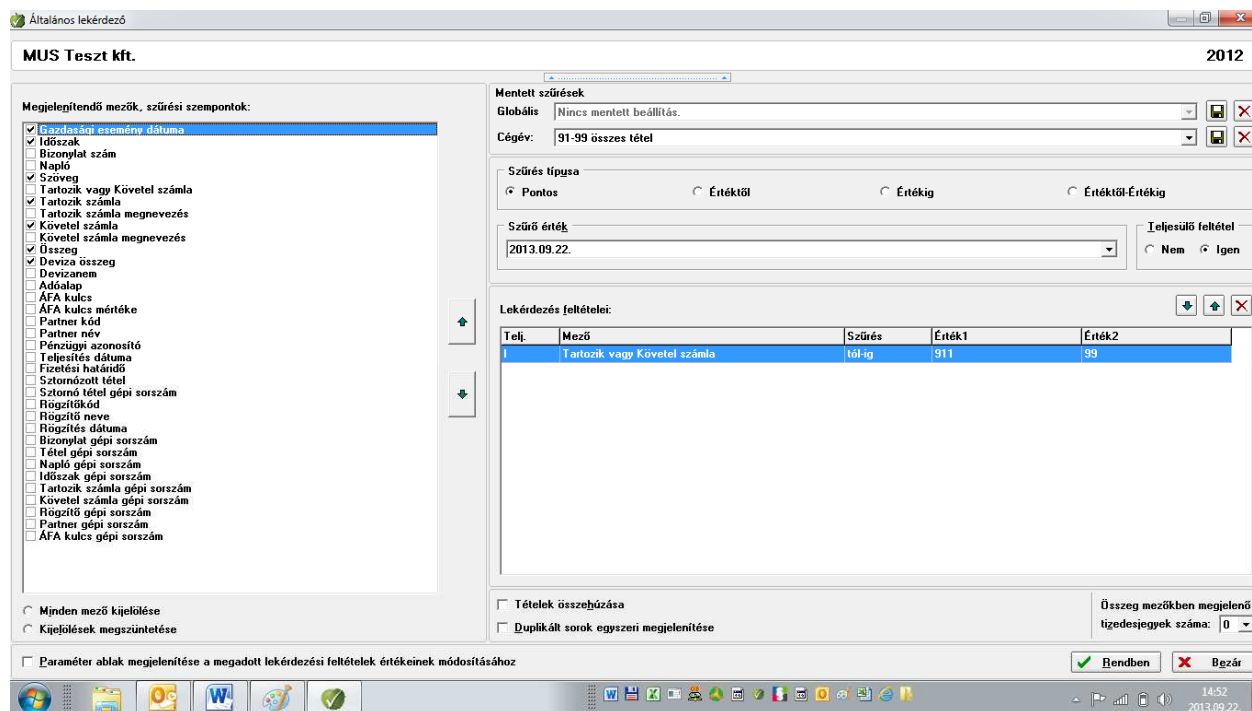 Általános lekérdező
MUS Teszt kft.
2012
Megjelenítendő mezők, szűrési szempontok:
Gazdasági esemény dátuma
Időszak
Bizonylat szám
Napló
Szöveg
Tartozik vagy Követel számla
Tartozik számla
Tartozik számla megnevezés
Követel számla
Követel számla megnevezés
Összeg
Deviza összeg
Devizanem
Adóalap
ÁFA kulcs
ÁFA kulcs mértéke
Partner kód
Partner név
Pénzügyi azonosító
Teljesítés dátuma
Fizetési határidő
Sztornózott tétel
Sztornó tétel gépi sorszám
Rögzítőkód
Rögzítő neve
Rögzítés dátuma
Bizonylat gépi sorszám
Tétel gépi sorszám
Napló gépi sorszám
Időszak gépi sorszám
Tartozik számla gépi sorszám
Követel számla gépi sorszám
Rögzítő gépi sorszám
Partner gépi sorszám
ÁFA kulcs gépi sorszám
Minden mező kijelölése
Kijelölések megszüntetése
Mentett szűrések
Globális Nincs mentett beállítás.
Cégév: 91-99 összes tétel
Szűrés típusa
Pontos Értéktől Értékig Értéktől-Értékig
Szűrő érték
2013.09.22.
Teljesülő feltétel
Nem Igen
Lekérdezés feltételei:
Telj. Mező Szűrés Érték1 Érték2
I Tartozik vagy Követel számla tól-ig 911 99
Tételek összehúzása
Duplikált sorok egyszeri megjelenítése
Összeg mezőkben megjelenő
tizedesjegyek száma: 0
Paraméter ablak megjelenítése a megadott lekérdezési feltételek értékeinek módosításához
Rendben Bezár
14:52
2013.09.22.